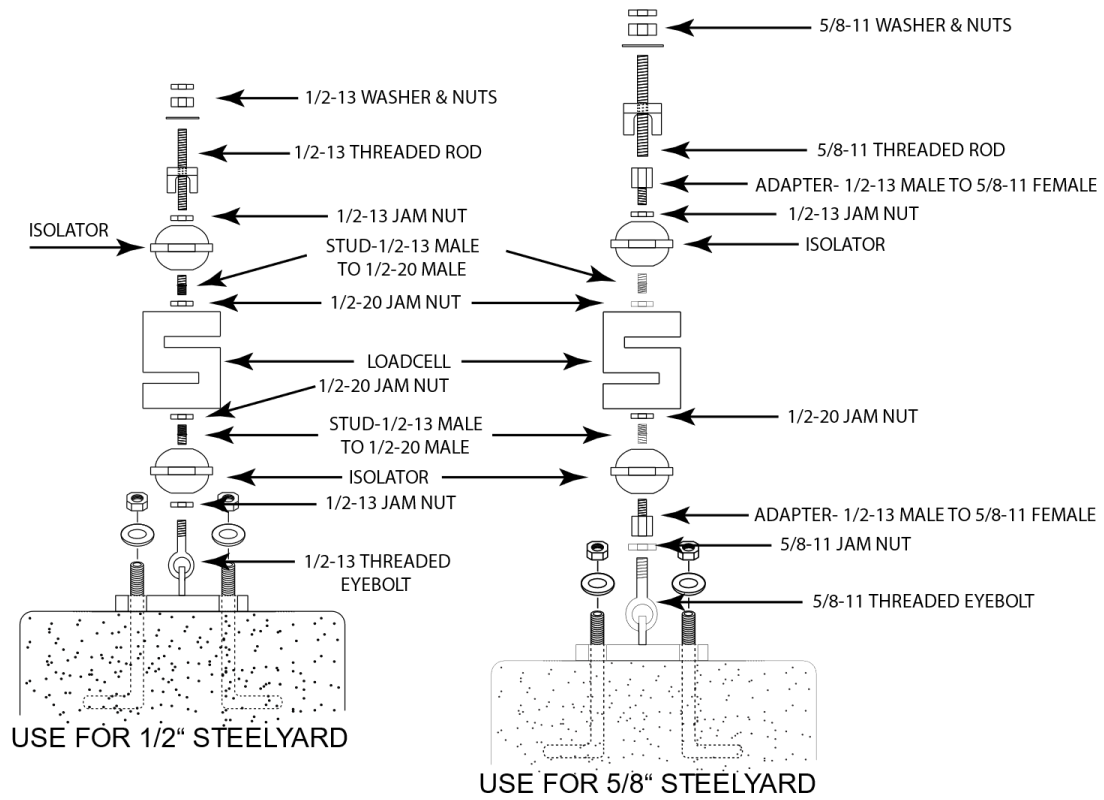 5/8-11 WASHER & NUTS
1/2-13 WASHER & NUTS
1/2-13 THREADED ROD
5/8-11 THREADED ROD
ADAPTER- 1/2-13 MALE TO 5/8-11 FEMALE
1/2-13 JAM NUT
1/2-13 JAM NUT
ISOLATOR
STUD-1/2-13 MALE
TO 1/2-20 MALE
ISOLATOR
1/2-20 JAM NUT
LOADCELL
1/2-20 JAM NUT
1/2-20 JAM NUT
STUD-1/2-13 MALE
TO 1/2-20 MALE
ISOLATOR
1/2-13 JAM NUT
ADAPTER- 1/2-13 MALE TO 5/8-11 FEMALE
5/8-11 JAM NUT
1/2-13 THREADED
EYEBOLT
5/8-11 THREADED EYEBOLT
USE FOR 1/2“ STEELYARD
USE FOR 5/8“ STEELYARD